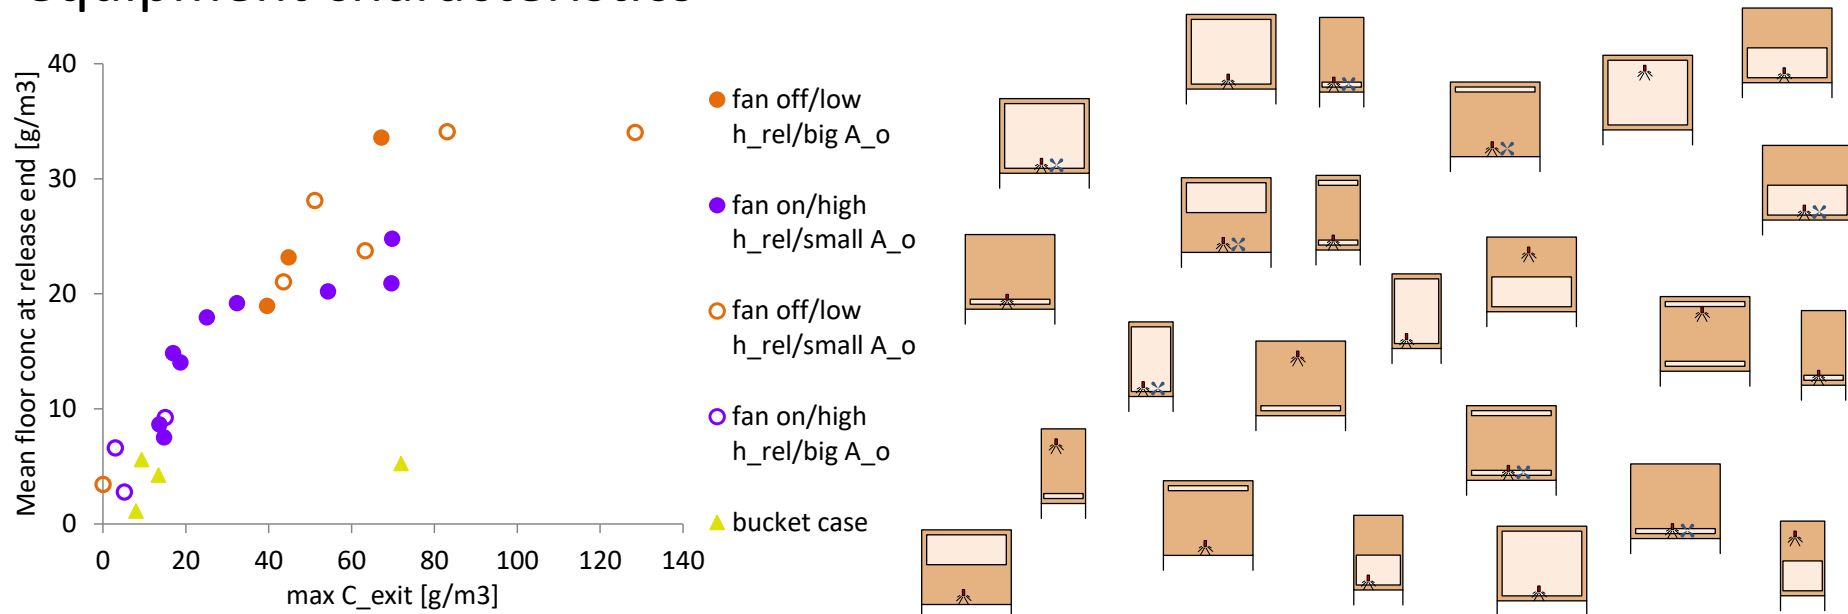 equipment characteristics
Mean floor conc at release end [g/m3]
40
30
20
10
0
0 20 40 60 80 100 120 140
max C_exit [g/m3]
fan off/low
h_rel/big A_o
fan on/high
h_rel/small A_o
fan off/low
h_rel/small A_o
fan on/high
h_rel/big A_o
bucket case